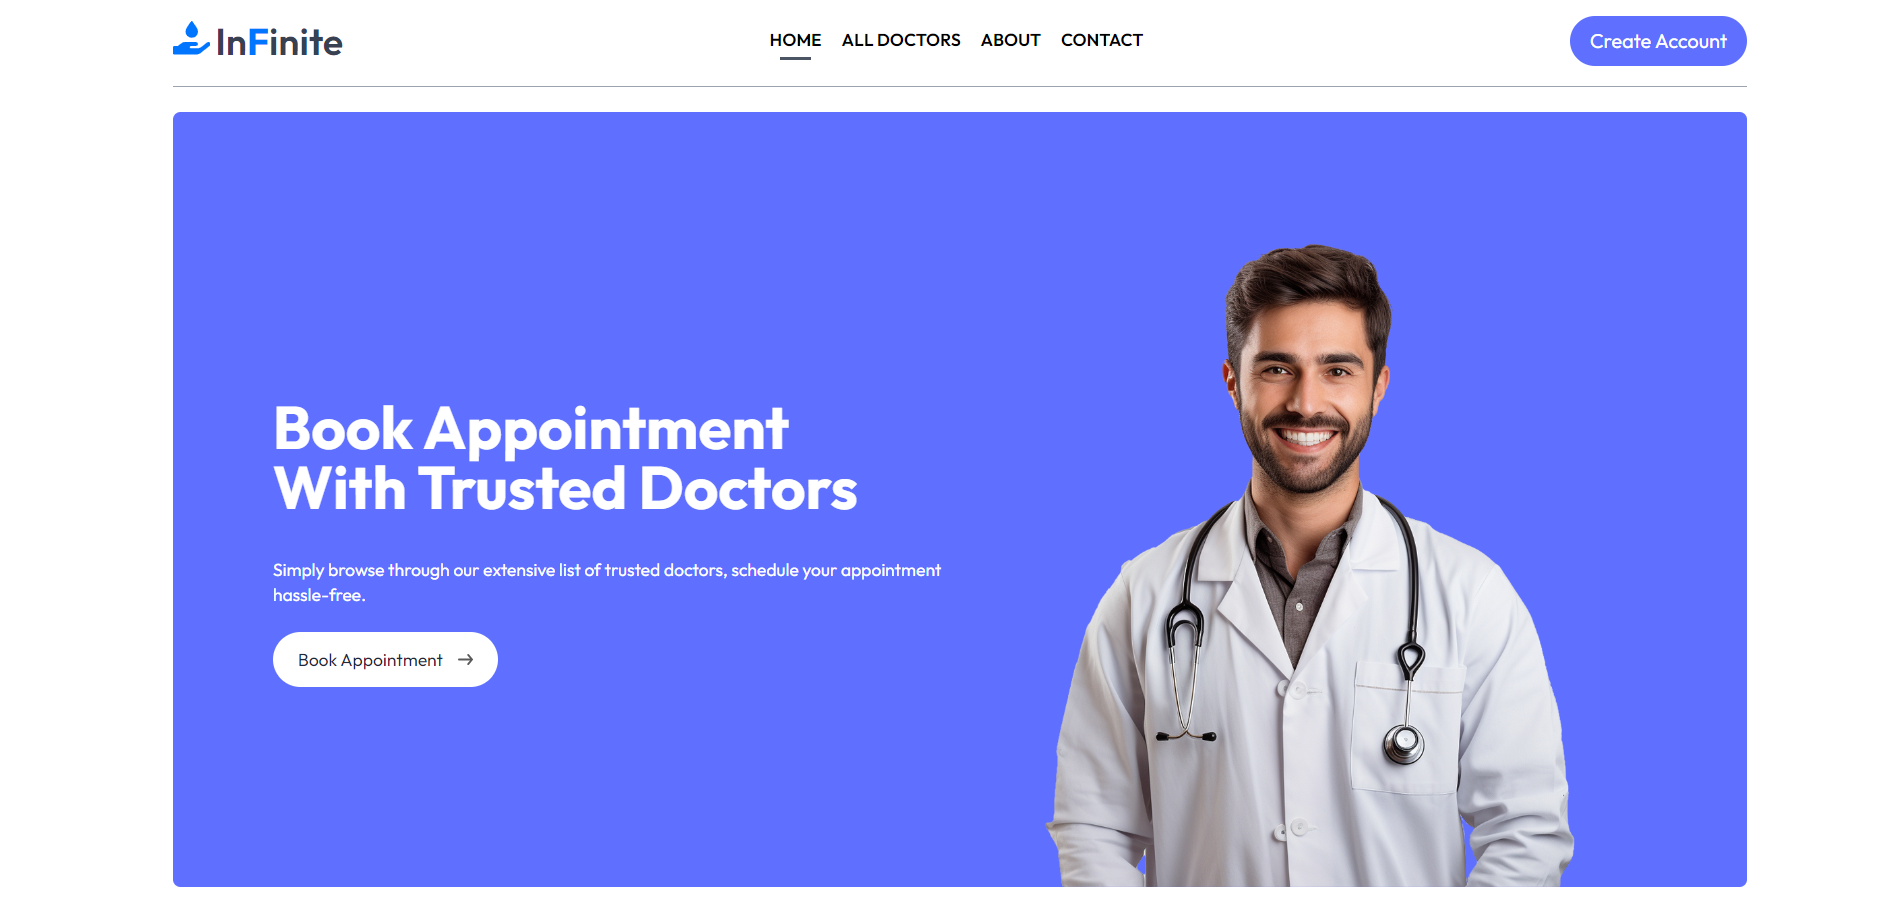 InFinite
HOME
ALL DOCTORS
ABOUT
CONTACT
Create Account
Book Appointment
With Trusted Doctors
Simply browse through our extensive list of trusted doctors, schedule your appointment
hassle-free.
Book Appointment →